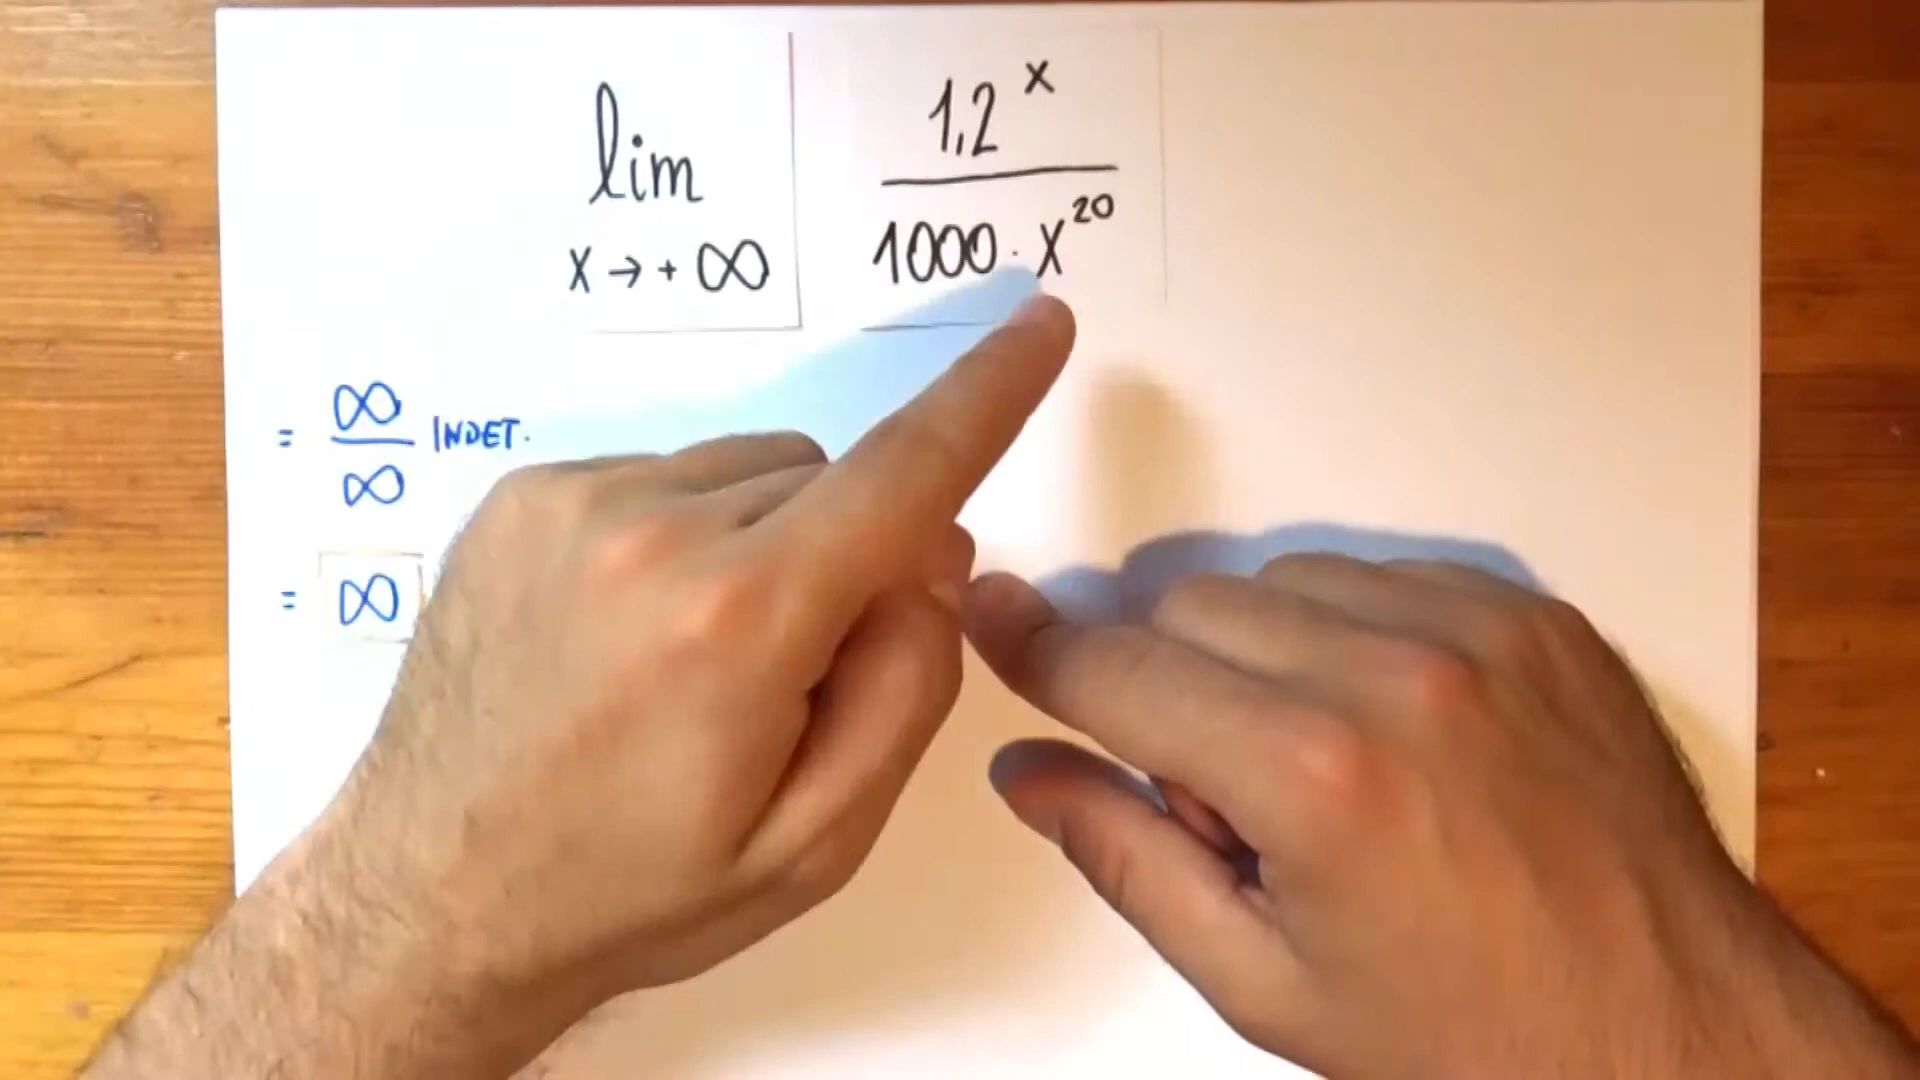 lim
x → + ∞
1,2^x
1000 · x^20
= ∞
∞ INDET.
= ∞